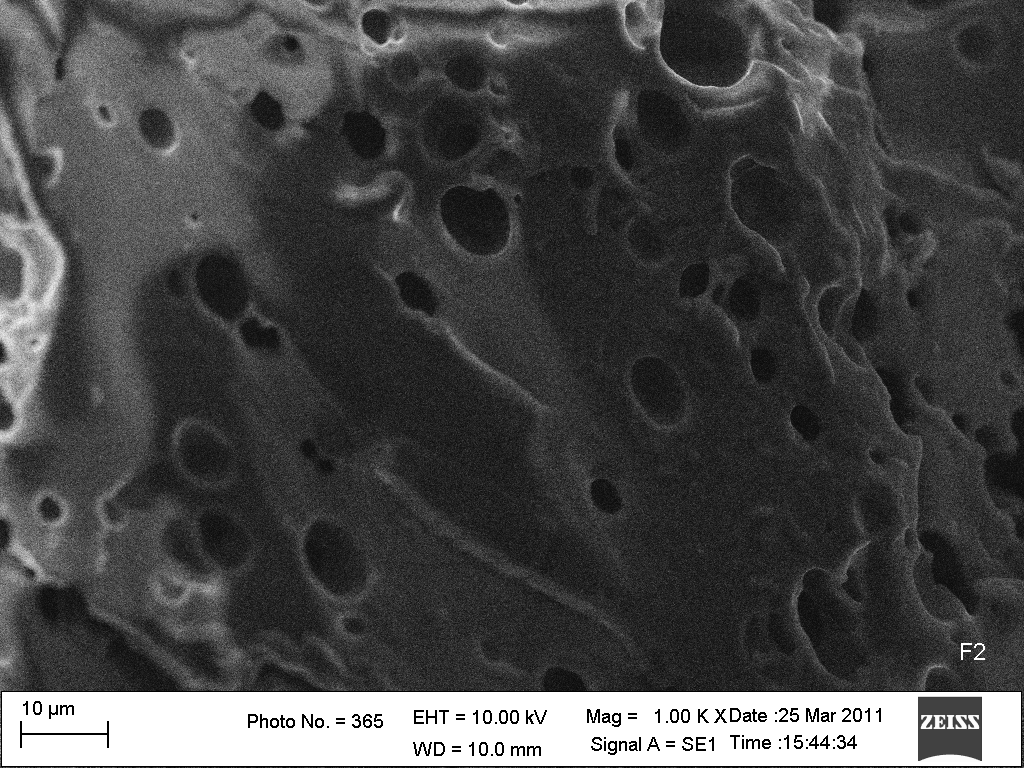 F2
10 µm
Photo No. = 365
EHT = 10.00 kV
WD = 10.0 mm
Mag = 1.00 K X
Signal A = SE1
Date :25 Mar 2011
Time :15:44:34
ZEISS